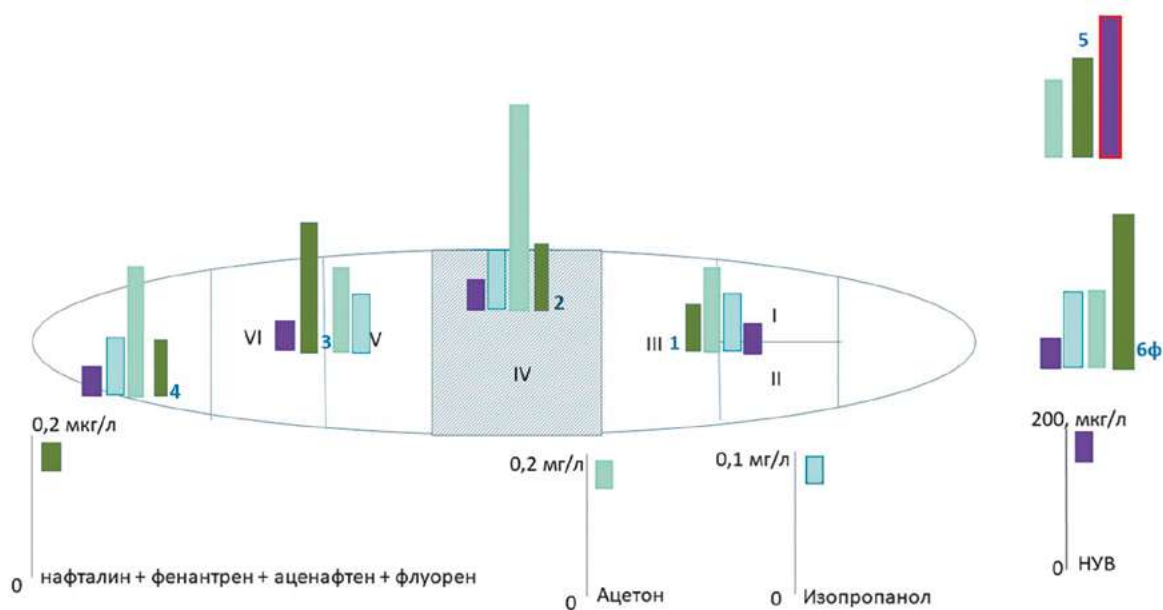 5
2
VI
3
V
III
1
I
II
IV
4
6ф
0,2 мкг/л
0
нафталин + фенантрен + аценафтен + флуорен
0,2 мг/л
0
Ацетон
0,1 мг/л
0
Изопропанол
200, мкг/л
0
НУВ